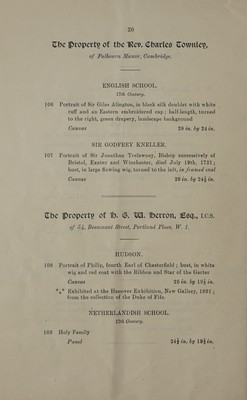 20
The Property of the Rev. Charles Townley,
of Fulbourn Manor, Cambridge.
ENGLISH SCHOOL.
17th Century.
106 Portrait of Sir Giles Alington, in black silk doublet with white
ruff and an Eastern embroidered cap; half-length, turned
to the right, green drapery, landscape background
Canvas 29 in. by 24 in.
SIR GODFREY KNELLER.
107 Portrait of Sir Jonathan Trelawney, Bishop successively of
Bristol, Exeter and Winchester, died July 19th, 1721;
bust, in large flowing wig, turned to the left, in framed oval
Canvas 29 in. by 24½ in.
The Property of H. G. W. Herron, Esq., I.C.S.
of 54, Beaumont Street, Portland Place, W. 1.
HUDSON.
108 Portrait of Philip, fourth Earl of Chesterfield; bust, in white
wig and red coat with the Ribbon and Star of the Garter
Canvas 26 in. by 19½ in.
*** Exhibited at the Hanover Exhibition, New Gallery, 1891;
from the collection of the Duke of Fife.
NETHERLANDISH SCHOOL.
17th Century.
109 Holy Family
Panel 24½ in. by 19½ in.